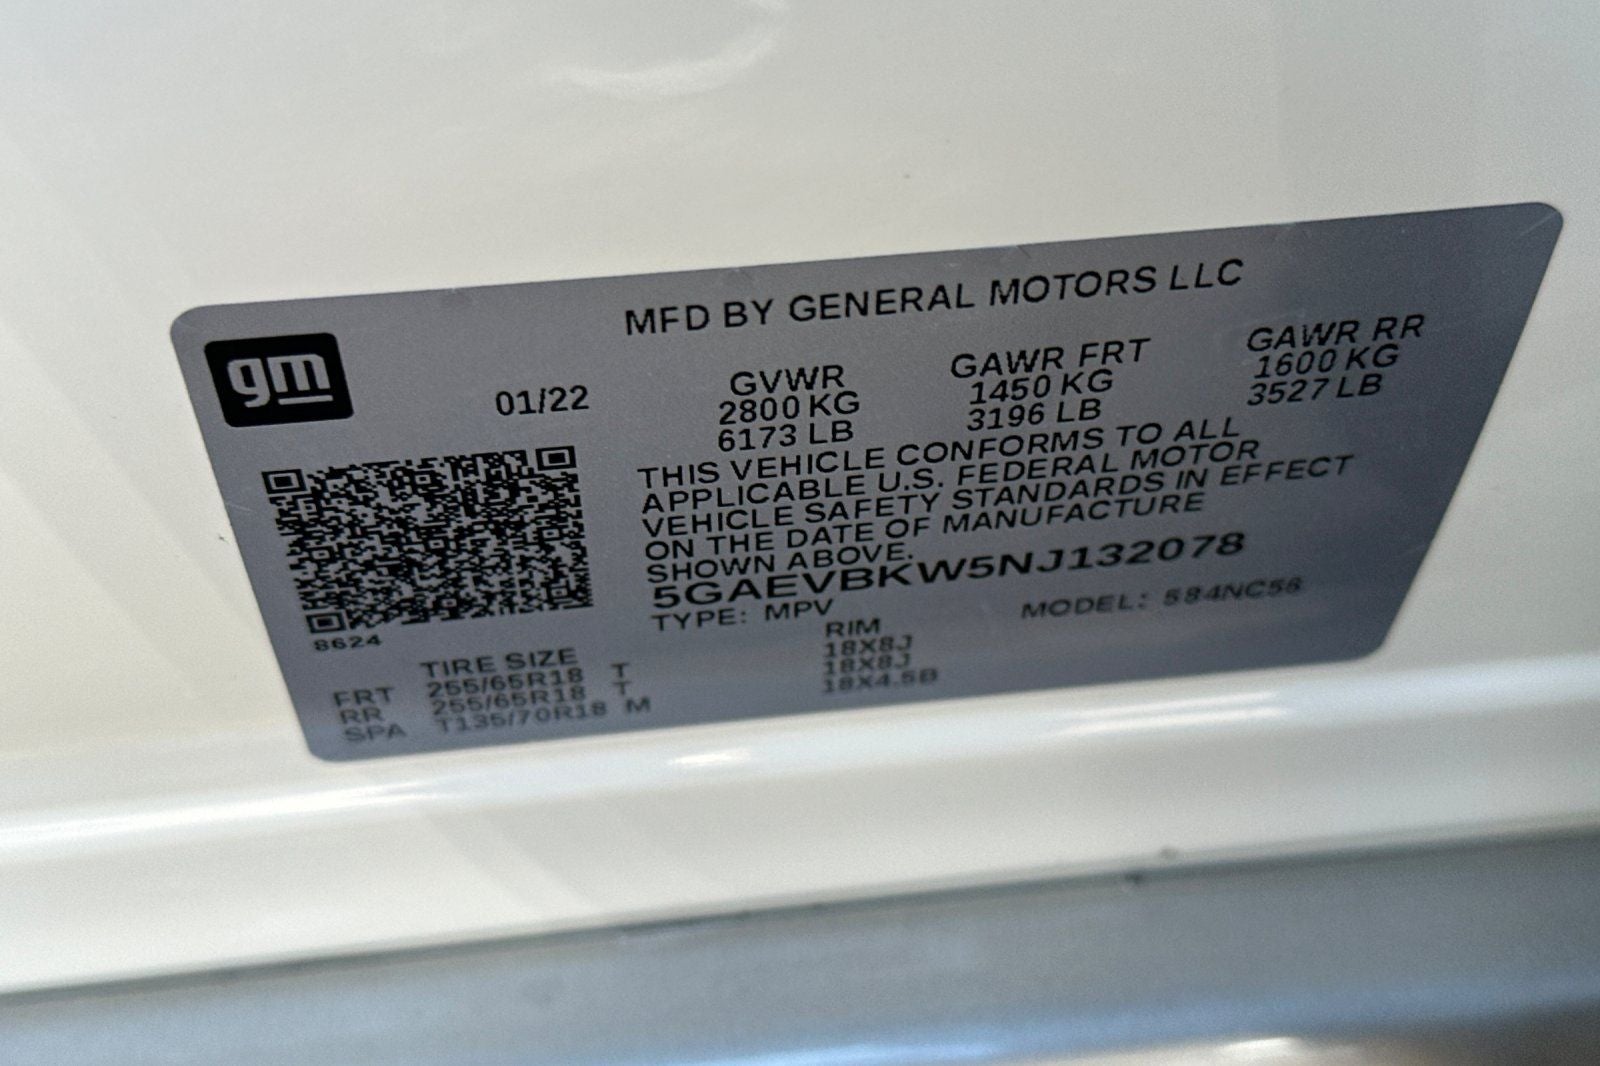 MFD BY GENERAL MOTORS LLC
gm
01/22
GVWR
2800 KG
6173 LB
GAWR FRT
1450 KG
3196 LB
GAWR RR
1600 KG
3527 LB
THIS VEHICLE CONFORMS TO ALL
APPLICABLE U.S. FEDERAL MOTOR
VEHICLE SAFETY STANDARDS IN EFFECT
ON THE DATE OF MANUFACTURE
SHOWN ABOVE.
5GAEVBKW5NJ132078
TYPE: MPV
MODEL: 584NC56
8624
TIRE SIZE RIM
FRT 255/65R18 T 18X8J
RR 255/65R18 T 18X8J
SPA T135/70R18 M 18X4.5B